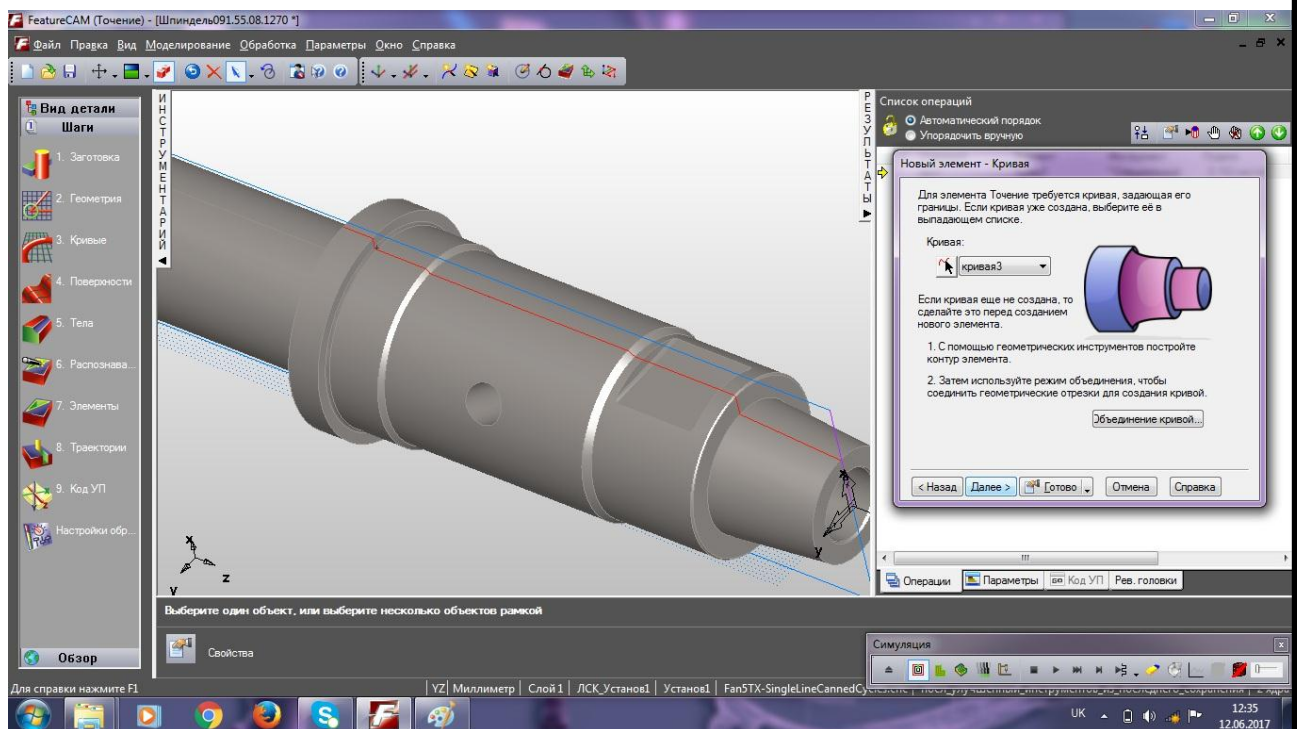 FeatureCAM (Точение) - [Шпиндель091.55.08.1270 *]
Файл Правка Вид Моделирование Обработка Параметры Окно Справка
Вид детали
Шаги
1. Заготовка
2. Геометрия
3. Кривые
4. Поверхности
5. Тела
6. Распознава...
7. Элементы
8. Траектории
9. Код УП
Настройки обр...
Обзор
ИНСТРУМЕНТАРИЙ
x
y
z
x
y
РЕЗУЛЬТАТЫ
Список операций
Автоматический порядок
Упорядочить вручную
Новый элемент - Кривая
Для элемента Точение требуется кривая, задающая его
границы. Если кривая уже создана, выберите её в
выпадающем списке.
Кривая:
кривая3
Если кривая еще не создана, то
сделайте это перед созданием
нового элемента.
1. С помощью геометрических инструментов постройте
контур элемента.
2. Затем используйте режим объединения, чтобы
соединить геометрические отрезки для создания кривой.
Объединение кривой...
< Назад Далее > Готово Отмена Справка
Операции Параметры Код УП Рев. головки
Выберите один объект, или выберите несколько объектов рамкой
Свойства
Симуляция
Для справки нажмите F1
YZ Миллиметр Слой 1 ЛСК_Установ1 Установ1 Fan5TX-SingleLineCannedCycles.cnc
UK
12:35
12.06.2017